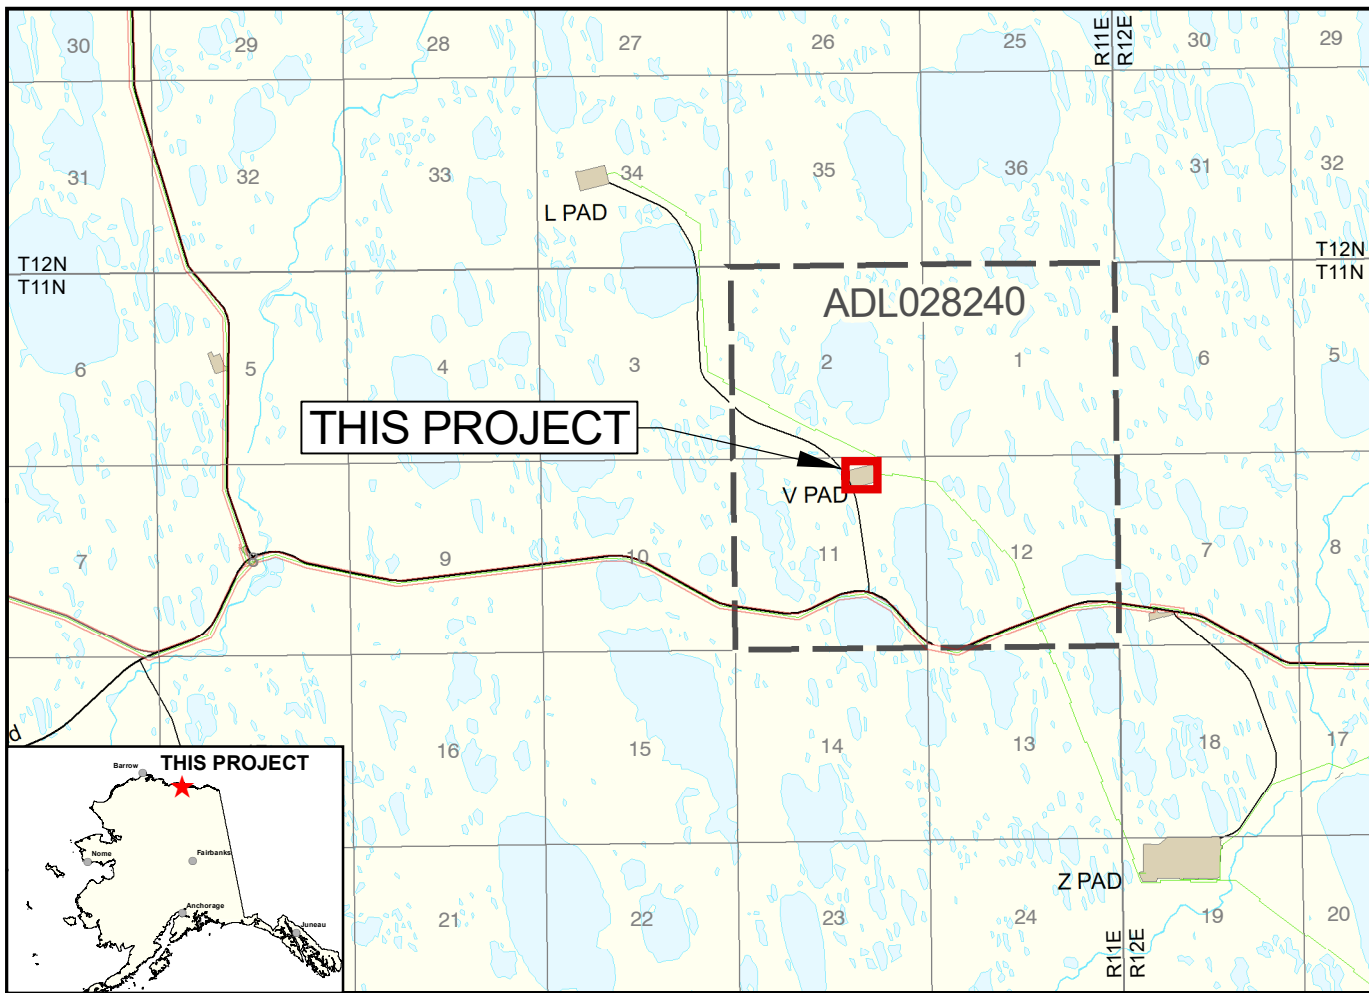 30 29 28 27 26 25 R11E R12E 30 29
31 32 33 34 35 36 31 32
L PAD
T12N T12N
T11N T11N
ADL028240
6 5 4 3 2 1 6 5
THIS PROJECT
V PAD
7 9 10 11 12 7 8
d
16 15 14 13 18 17
Z PAD
21 22 23 24 19 20
R11E R12E
THIS PROJECT
Barrow
Nome
Fairbanks
Anchorage
Juneau